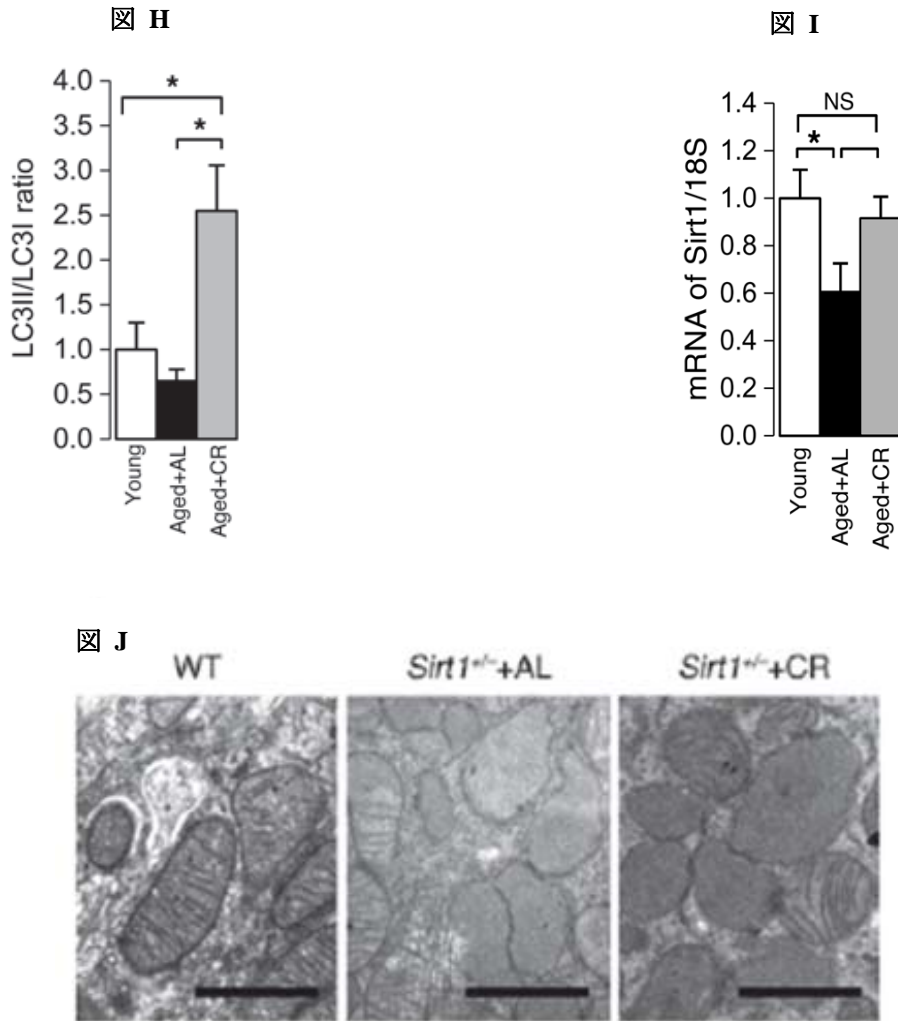 図 H
図 I
4.0
3.5
3.0
2.5
2.0
1.5
1.0
0.5
0.0
LC3II/LC3I ratio
*
*
Young
Aged+AL
Aged+CR
1.4
1.2
1.0
0.8
0.6
0.4
0.2
0.0
mRNA of Sirt1/18S
NS
*
Young
Aged+AL
Aged+CR
図 J
WT
Sirt1+/-+AL
Sirt1+/-+CR